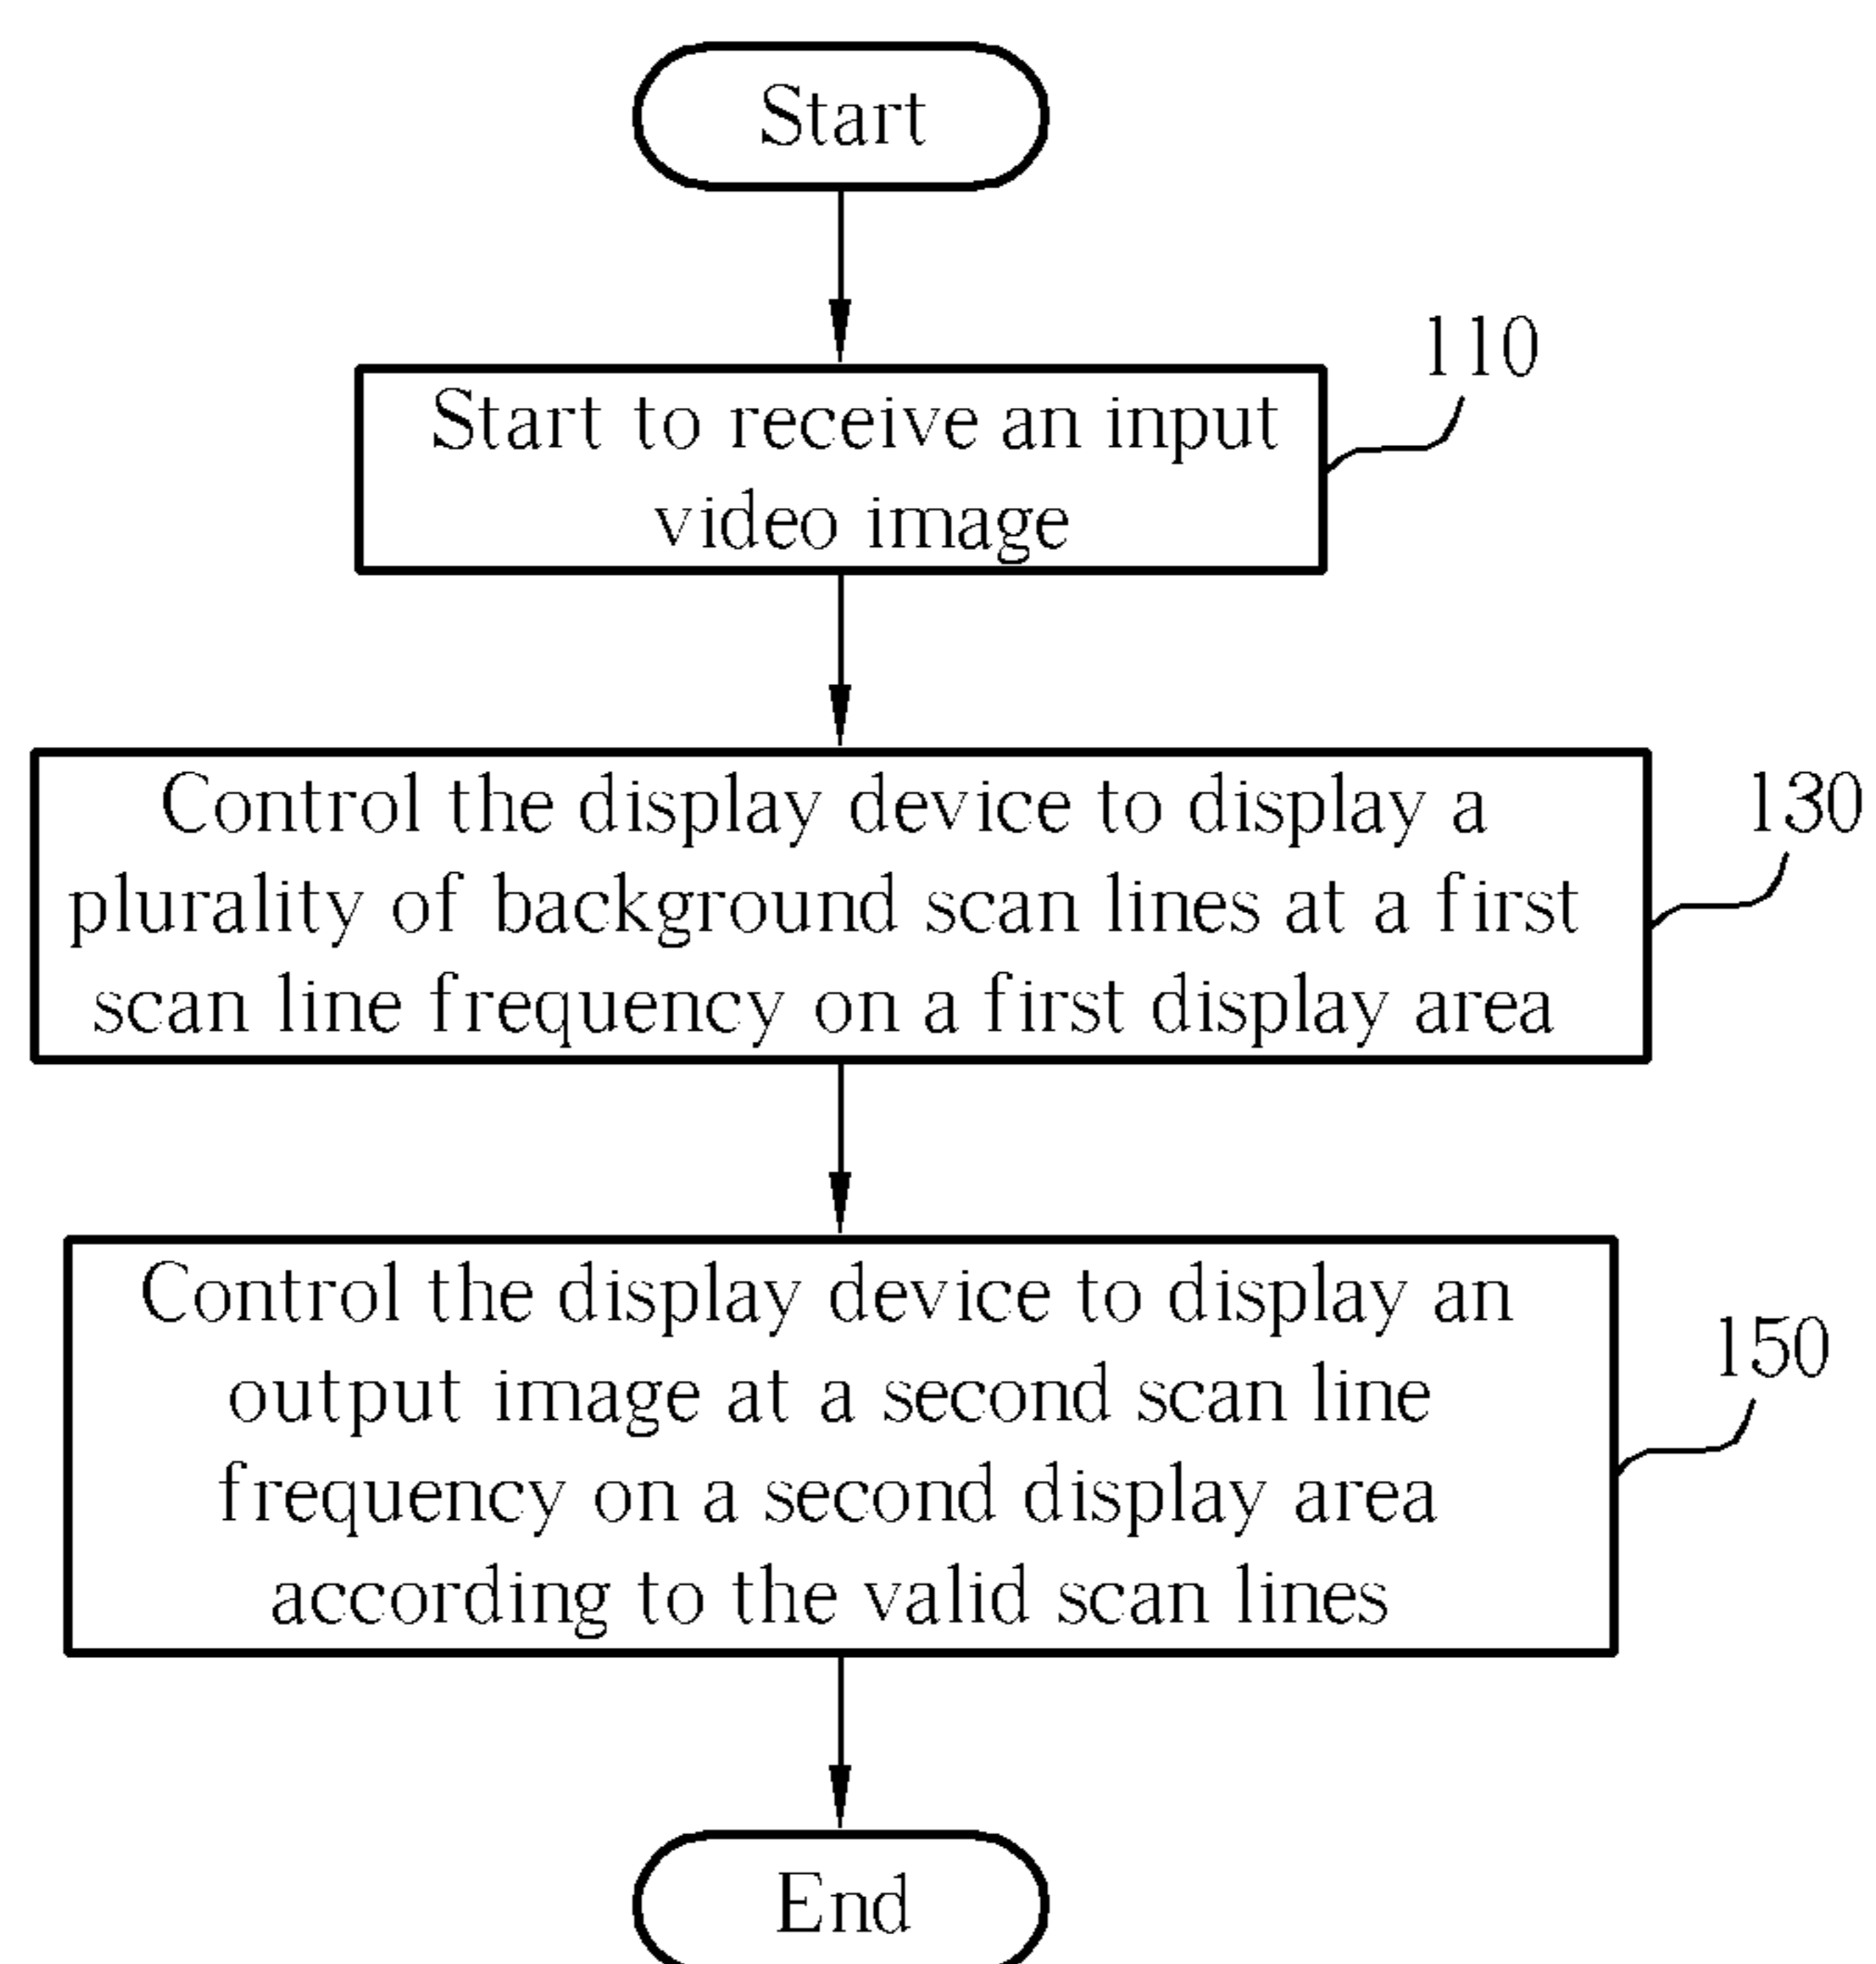 Start
110
Start to receive an input
video image
130
Control the display device to display a
plurality of background scan lines at a first
scan line frequency on a first display area
Control the display device to display an
150
output image at a second scan line
frequency on a second display area
according to the valid scan lines
End